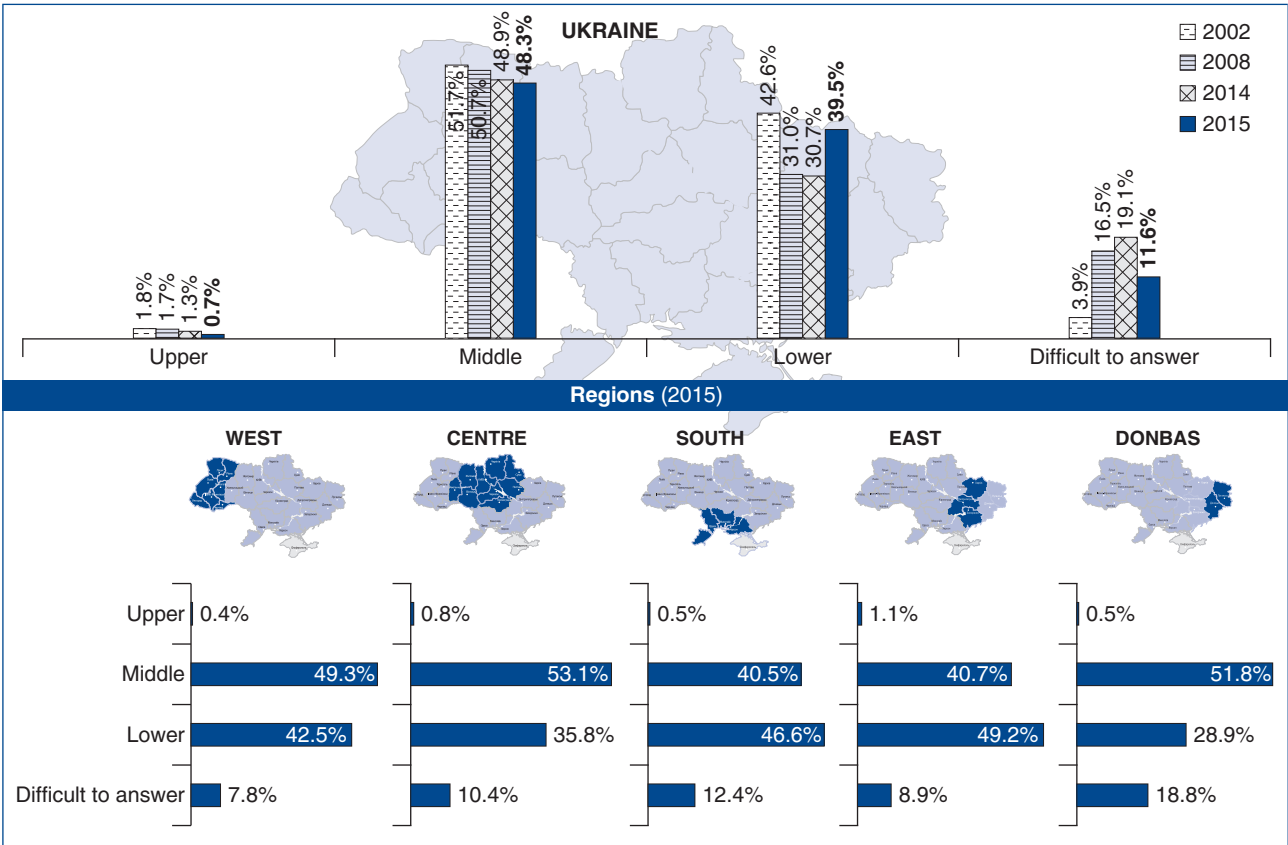 UKRAINE
2002
2008
2014
2015
1.8%
1.7%
1.3%
0.7%
51.7%
50.7%
48.9%
48.3%
42.6%
31.0%
30.7%
39.5%
3.9%
16.5%
19.1%
11.6%
Upper Middle Lower Difficult to answer
Regions (2015)
WEST CENTRE SOUTH EAST DONBAS
Upper 0.4% 0.8% 0.5% 1.1% 0.5%
Middle 49.3% 53.1% 40.5% 40.7% 51.8%
Lower 42.5% 35.8% 46.6% 49.2% 28.9%
Difficult to answer 7.8% 10.4% 12.4% 8.9% 18.8%